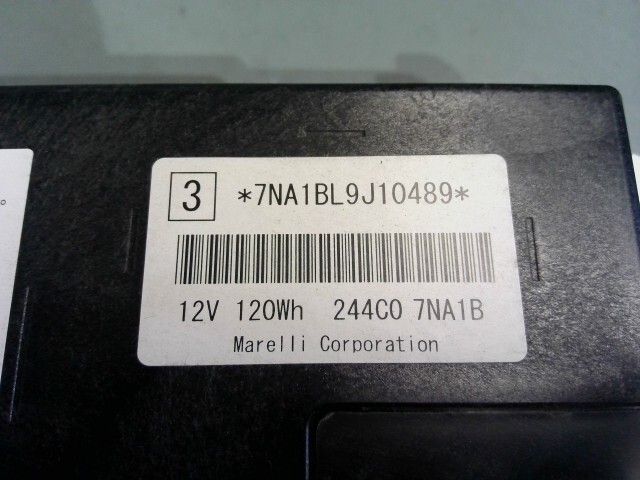 3 *7NA1BL9J10489*
12V 120Wh 244C0 7NA1B
Marelli Corporation